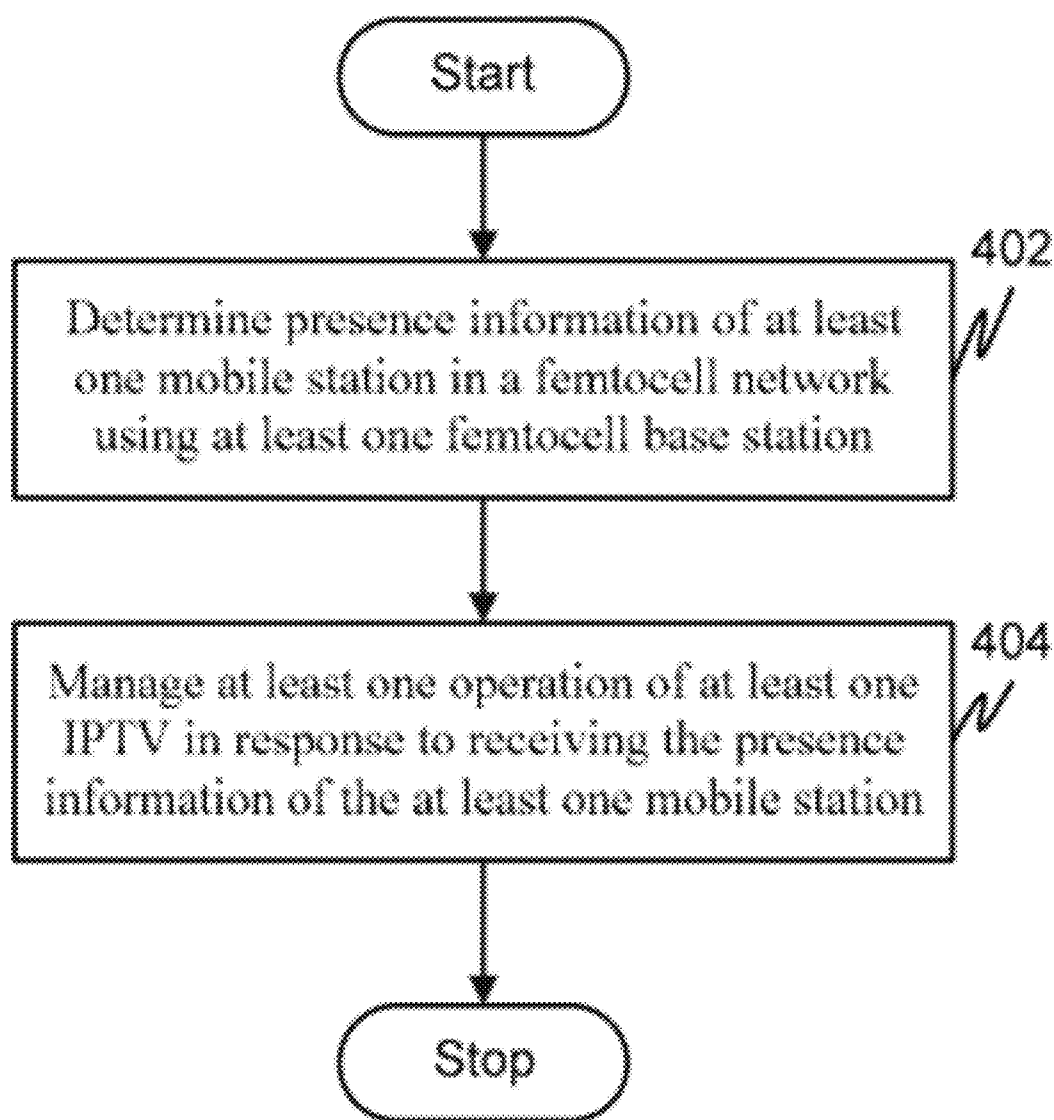 Start
402
Determine presence information of at least
one mobile station in a femtocell network
using at least one femtocell base station
404
Manage at least one operation of at least one
IPTV in response to receiving the presence
information of the at least one mobile station
Stop